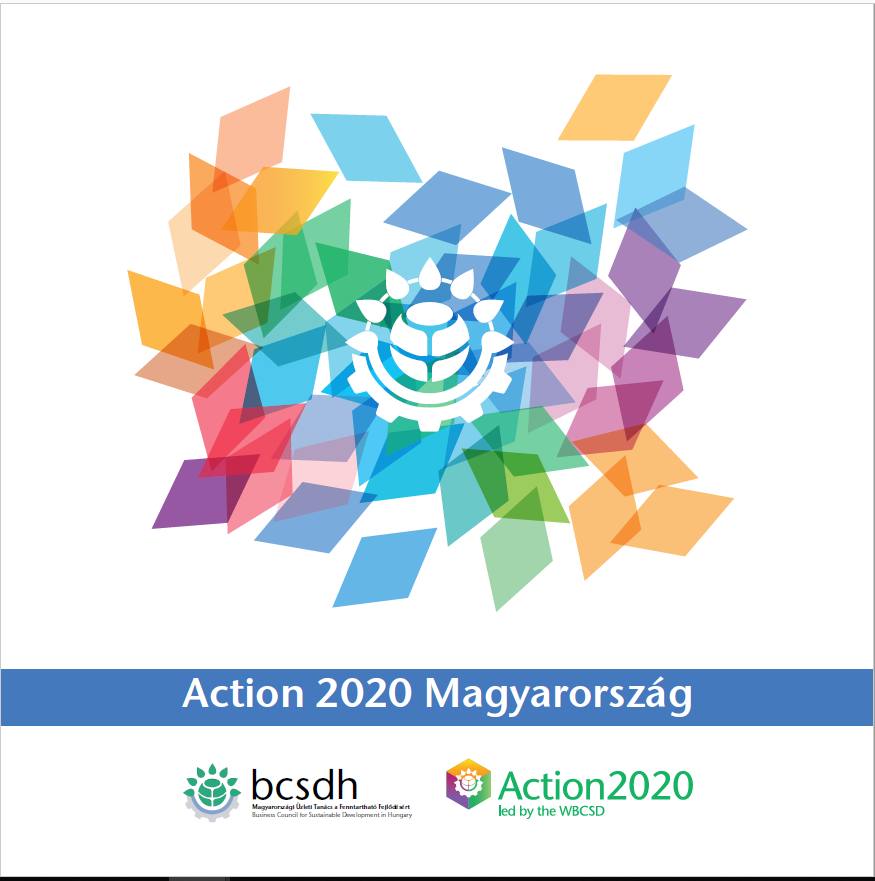 Action 2020 Magyarország
bcsdh
Magyarországi Üzleti Tanács a Fenntartható Fejlődésért
Business Council for Sustainable Development in Hungary
Action2020
led by the WBCSD